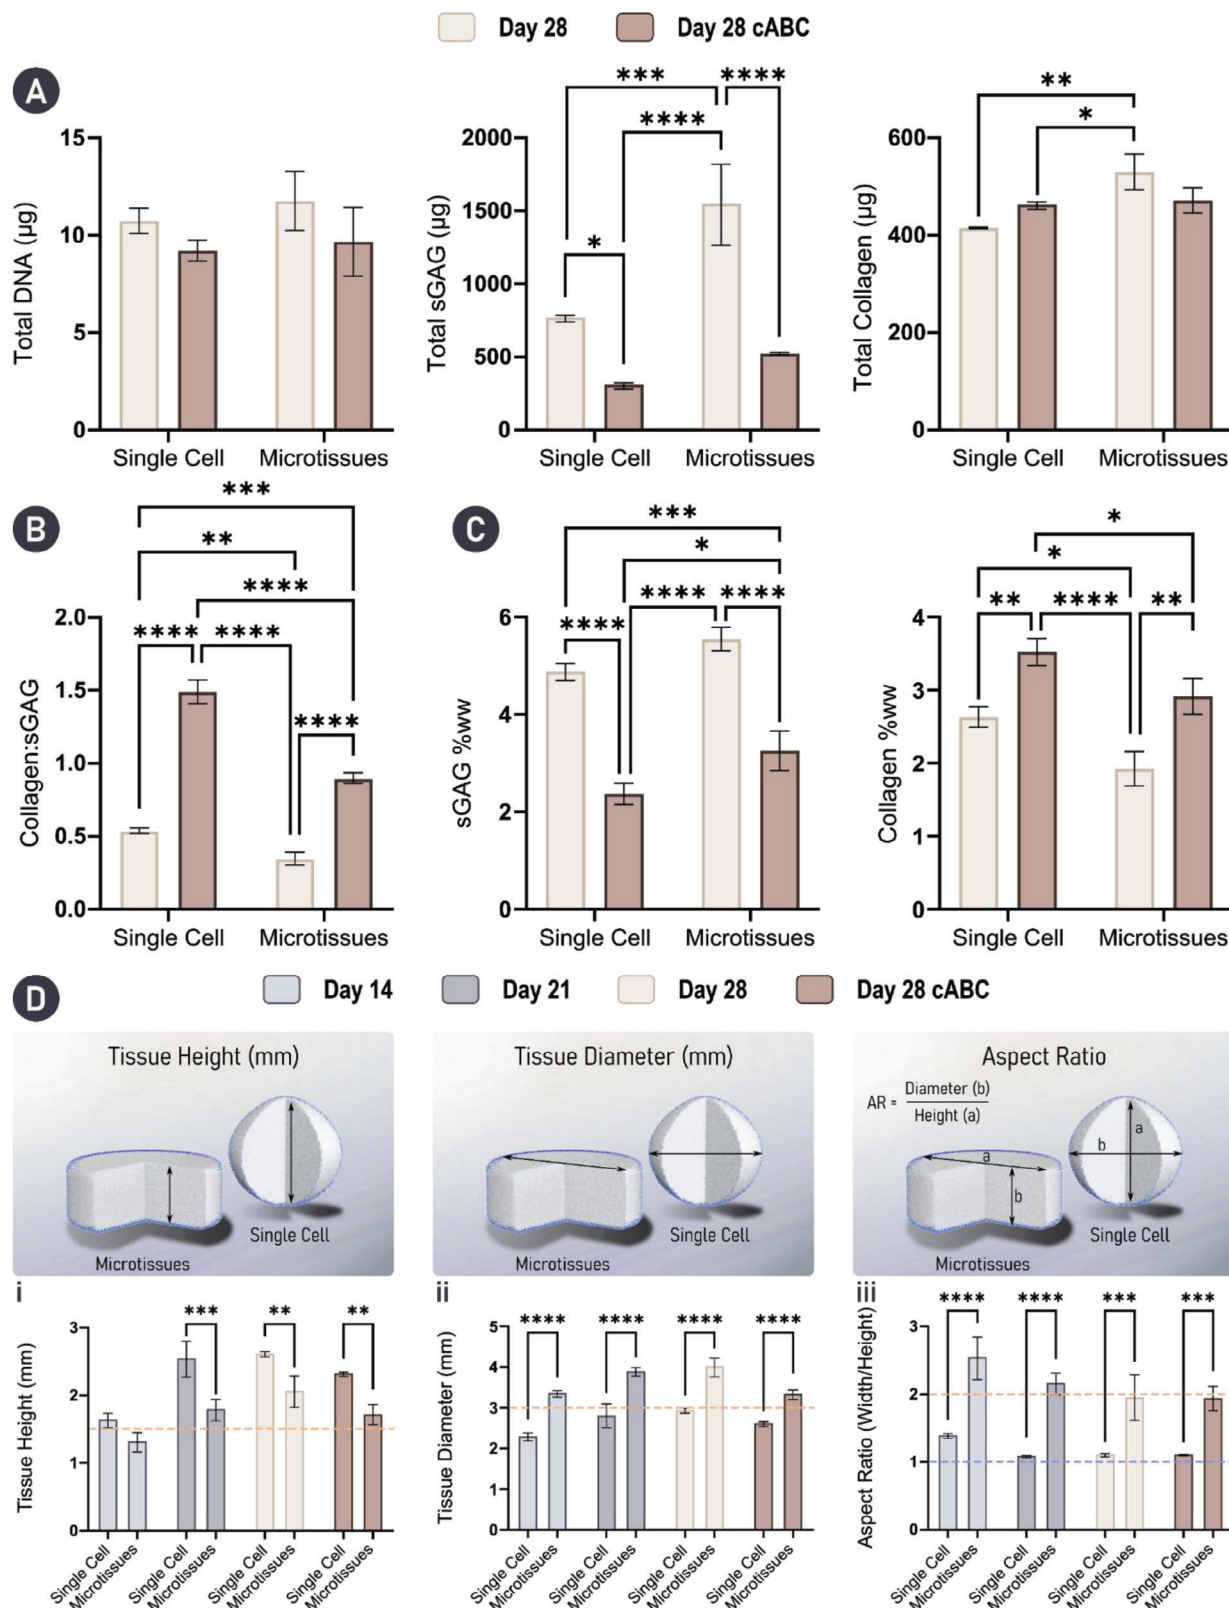 Day 28 Day 28 cABC
A
*** ****
****
*
Total DNA (µg)
15
10
5
0
Single Cell Microtissues
Total sGAG (µg)
2000
1500
1000
500
0
Single Cell Microtissues
**
*
Total Collagen (µg)
600
400
200
0
Single Cell Microtissues
B
***
**
****
**** ****
****
Collagen:sGAG
2.0
1.5
1.0
0.5
0.0
Single Cell Microtissues
C
***
*
**** ****
****
sGAG %ww
6
4
2
0
Single Cell Microtissues
*
*
** **** **
Collagen %ww
4
3
2
1
0
Single Cell Microtissues
D
Day 14 Day 21 Day 28 Day 28 cABC
Tissue Height (mm)
Single Cell
Microtissues
Tissue Diameter (mm)
Single Cell
Microtissues
Aspect Ratio
AR = Diameter (b)
Height (a)
a
b
a
b
Single Cell
Microtissues
i
*** ** **
Tissue Height (mm)
3
2
1
0
Single Cell Microtissues Single Cell Microtissues Single Cell Microtissues Single Cell Microtissues
ii
**** **** **** ****
Tissue Diameter (mm)
5
4
3
2
1
0
Single Cell Microtissues Single Cell Microtissues Single Cell Microtissues Single Cell Microtissues
iii
**** **** *** ***
Aspect Ratio (Width/Height)
3
2
1
0
Single Cell Microtissues Single Cell Microtissues Single Cell Microtissues Single Cell Microtissues